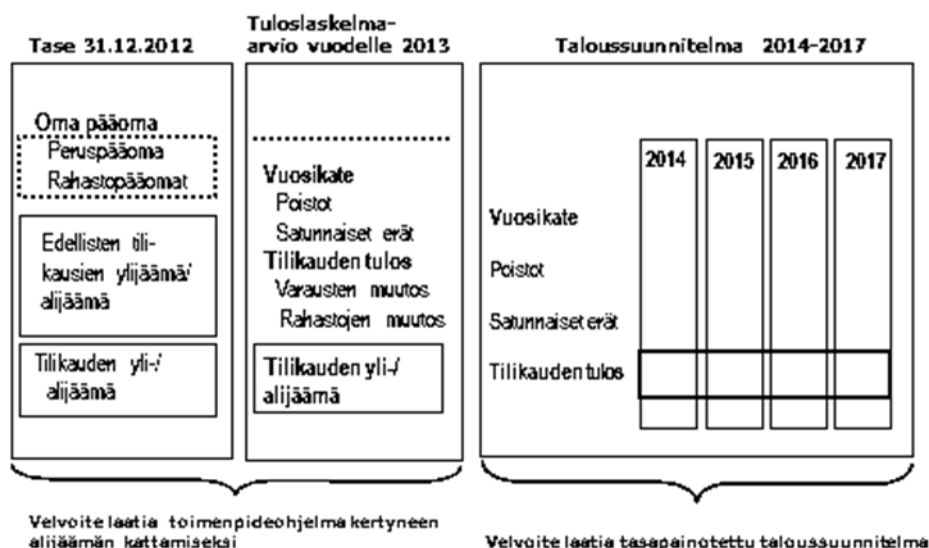 Tase 31.12.2012
Oma pääoma
Peruspääoma
Rahastopääomat
Edellisten tili-
kausien ylijäämä/
alijäämä
Tilikauden yli-/
alijäämä
Tuloslaskelma-
arvio vuodelle 2013
Vuosikate
Poistot
Satunnaiset erät
Tilikauden tulos
Varausten muutos
Rahastojen muutos
Tilikauden yli-/
alijäämä
Velvoite laatia toimenpideohjelma kertyneen
alijäämän kattamiseksi
Taloussuunnitelma 2014-2017
2014 2015 2016 2017
Vuosikate
Poistot
Satunnaiset erät
Tilikauden tulos
Velvoite laatia tasapainotettu taloussuunnitelma